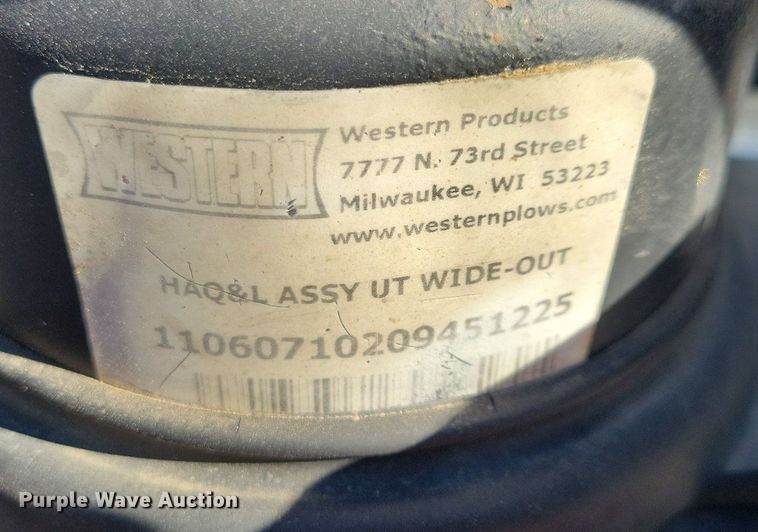 WESTERN
Western Products
7777 N. 73rd Street
Milwaukee, WI 53223
www.westernplows.com
HAQ&L ASSY UT WIDE-OUT
11060710209451225
Purple Wave Auction